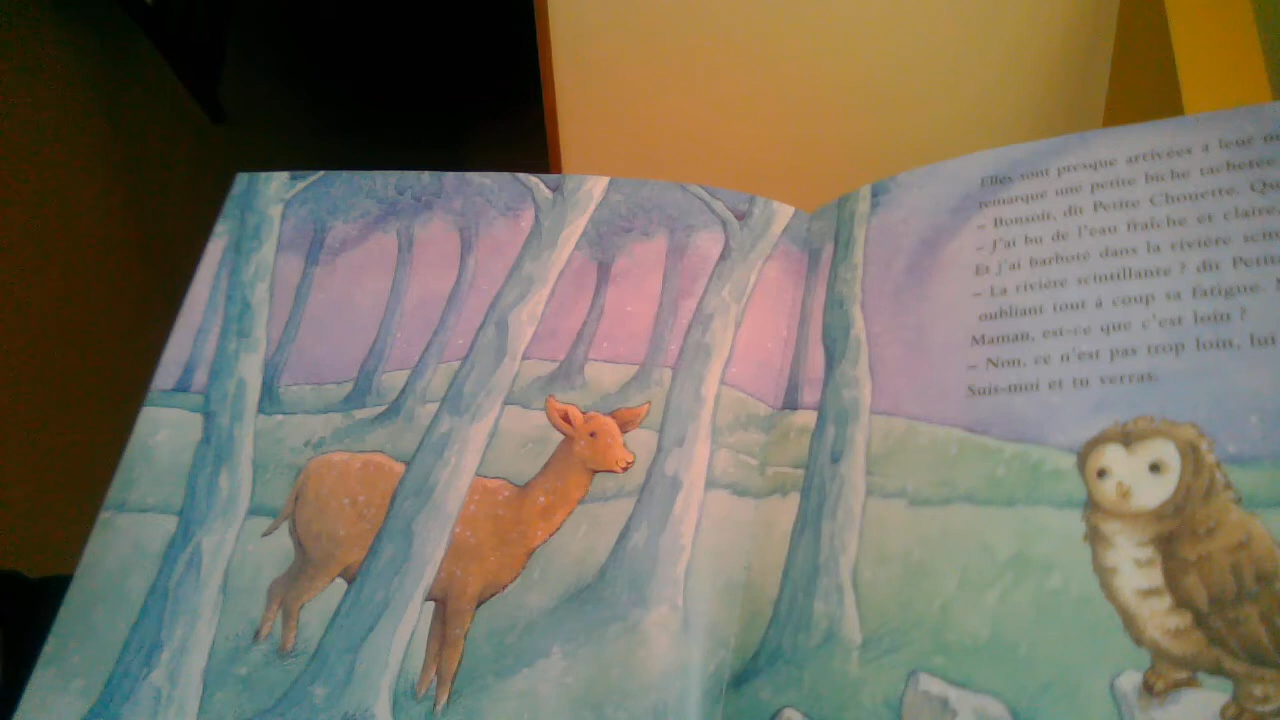 Elles sont presque arrivées à leur
remarque une petite biche tachetée
– Bonsoir, dit Petite Chouette.
– J'ai bu de l'eau fraîche et claire,
Et j'ai barboté dans la rivière
– La rivière scintillante ? dit
oubliant tout à coup sa fatigue.
Maman, est-ce que c'est loin ?
– Non, ce n'est pas trop loin, lui
Suis-moi et tu verras.